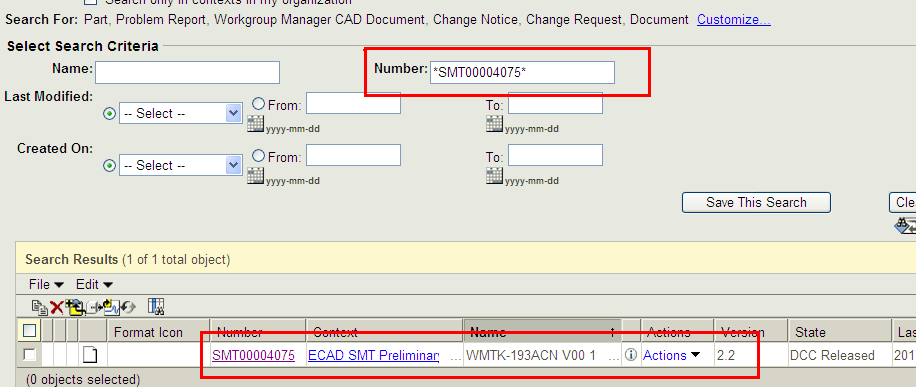 Search only in contexts in my organization
Search For: Part, Problem Report, Workgroup Manager CAD Document, Change Notice, Change Request, Document Customize...
Select Search Criteria
Name: Number: *SMT00004075*
Last Modified: -- Select -- From: To:
yyyy-mm-dd yyyy-mm-dd
Created On: -- Select -- From: To:
yyyy-mm-dd yyyy-mm-dd
Save This Search Cle
Search Results (1 of 1 total object)
File Edit
Format Icon Number Context Name Actions Version State Las
SMT00004075 ECAD SMT Preliminary ... WMTK-193ACN V00 1 ... Actions 2.2 DCC Released 201
(0 objects selected)